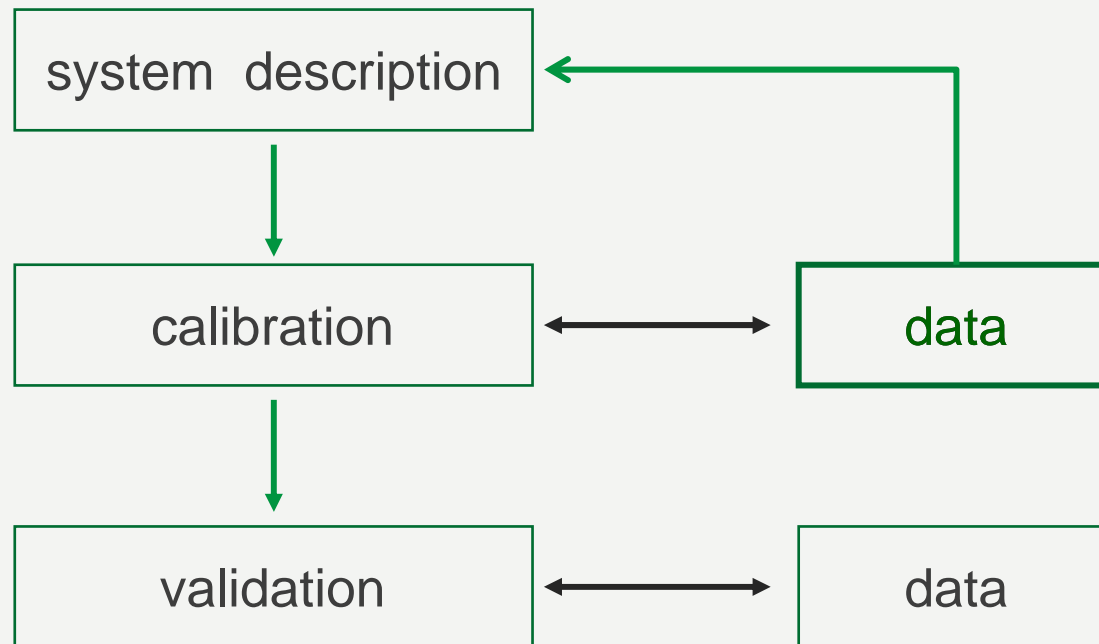 system description
calibration
data
validation
data